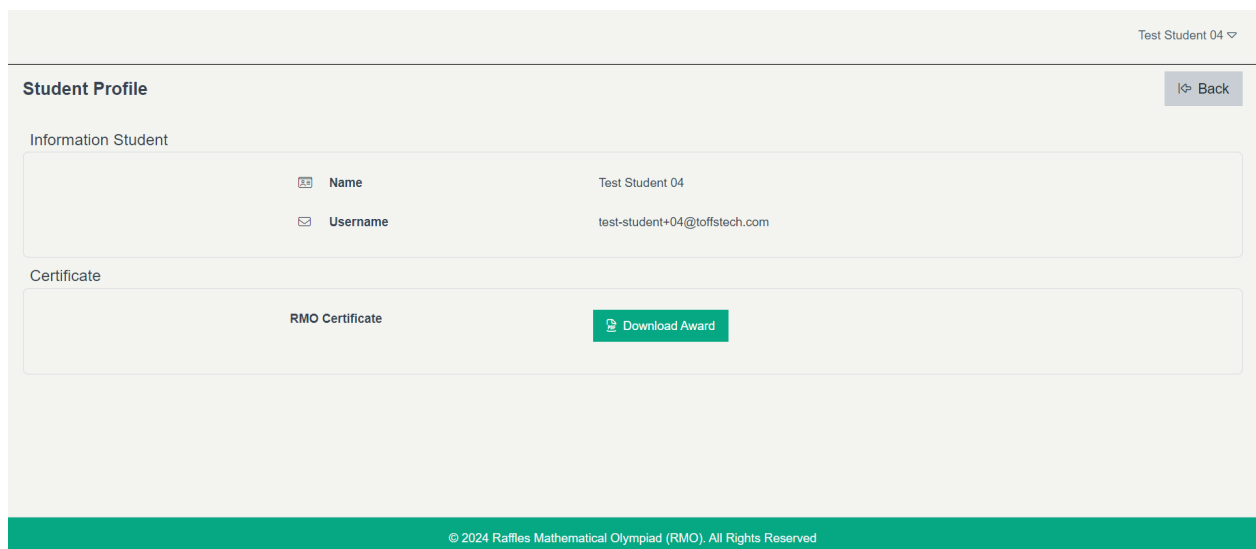 Test Student 04
Student Profile
Back
Information Student
Name Test Student 04
Username test-student+04@toffstech.com
Certificate
RMO Certificate
Download Award
© 2024 Raffles Mathematical Olympiad (RMO). All Rights Reserved